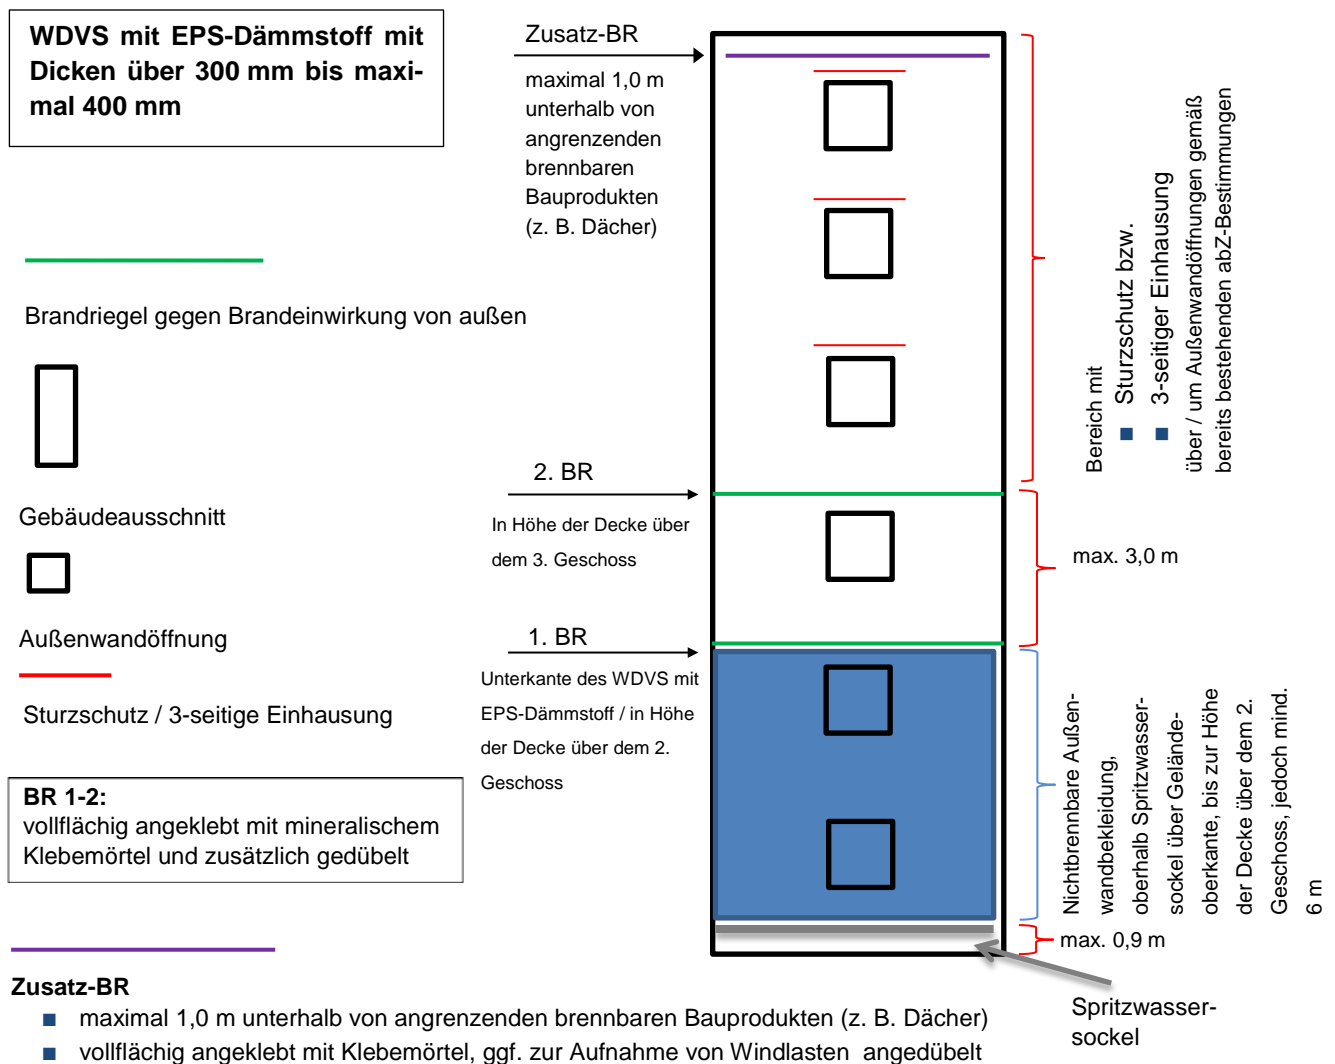 WDVS mit EPS-Dämmstoff mit
Dicken über 300 mm bis maxi-
mal 400 mm
Zusatz-BR
maximal 1,0 m
unterhalb von
angrenzenden
brennbaren
Bauprodukten
(z. B. Dächer)
Brandriegel gegen Brandeinwirkung von außen
Gebäudeausschnitt
Außenwandöffnung
Sturzschutz / 3-seitige Einhausung
BR 1-2:
vollflächig angeklebt mit mineralischem
Klebemörtel und zusätzlich gedübelt
2. BR
In Höhe der Decke über
dem 3. Geschoss
1. BR
Unterkante des WDVS mit
EPS-Dämmstoff / in Höhe
der Decke über dem 2.
Geschoss
Bereich mit
■ Sturzschutz bzw.
■ 3-seitiger Einhausung
über / um Außenwandöffnungen gemäß
bereits bestehenden abZ-Bestimmungen
max. 3,0 m
Nichtbrennbare Außen-
wandbekleidung,
oberhalb Spritzwasser-
sockel über Gelände-
oberkante, bis zur Höhe
der Decke über dem 2.
Geschoss, jedoch mind.
6 m
max. 0,9 m
Spritzwasser-
sockel
Zusatz-BR
■ maximal 1,0 m unterhalb von angrenzenden brennbaren Bauprodukten (z. B. Dächer)
■ vollflächig angeklebt mit Klebemörtel, ggf. zur Aufnahme von Windlasten angedübelt